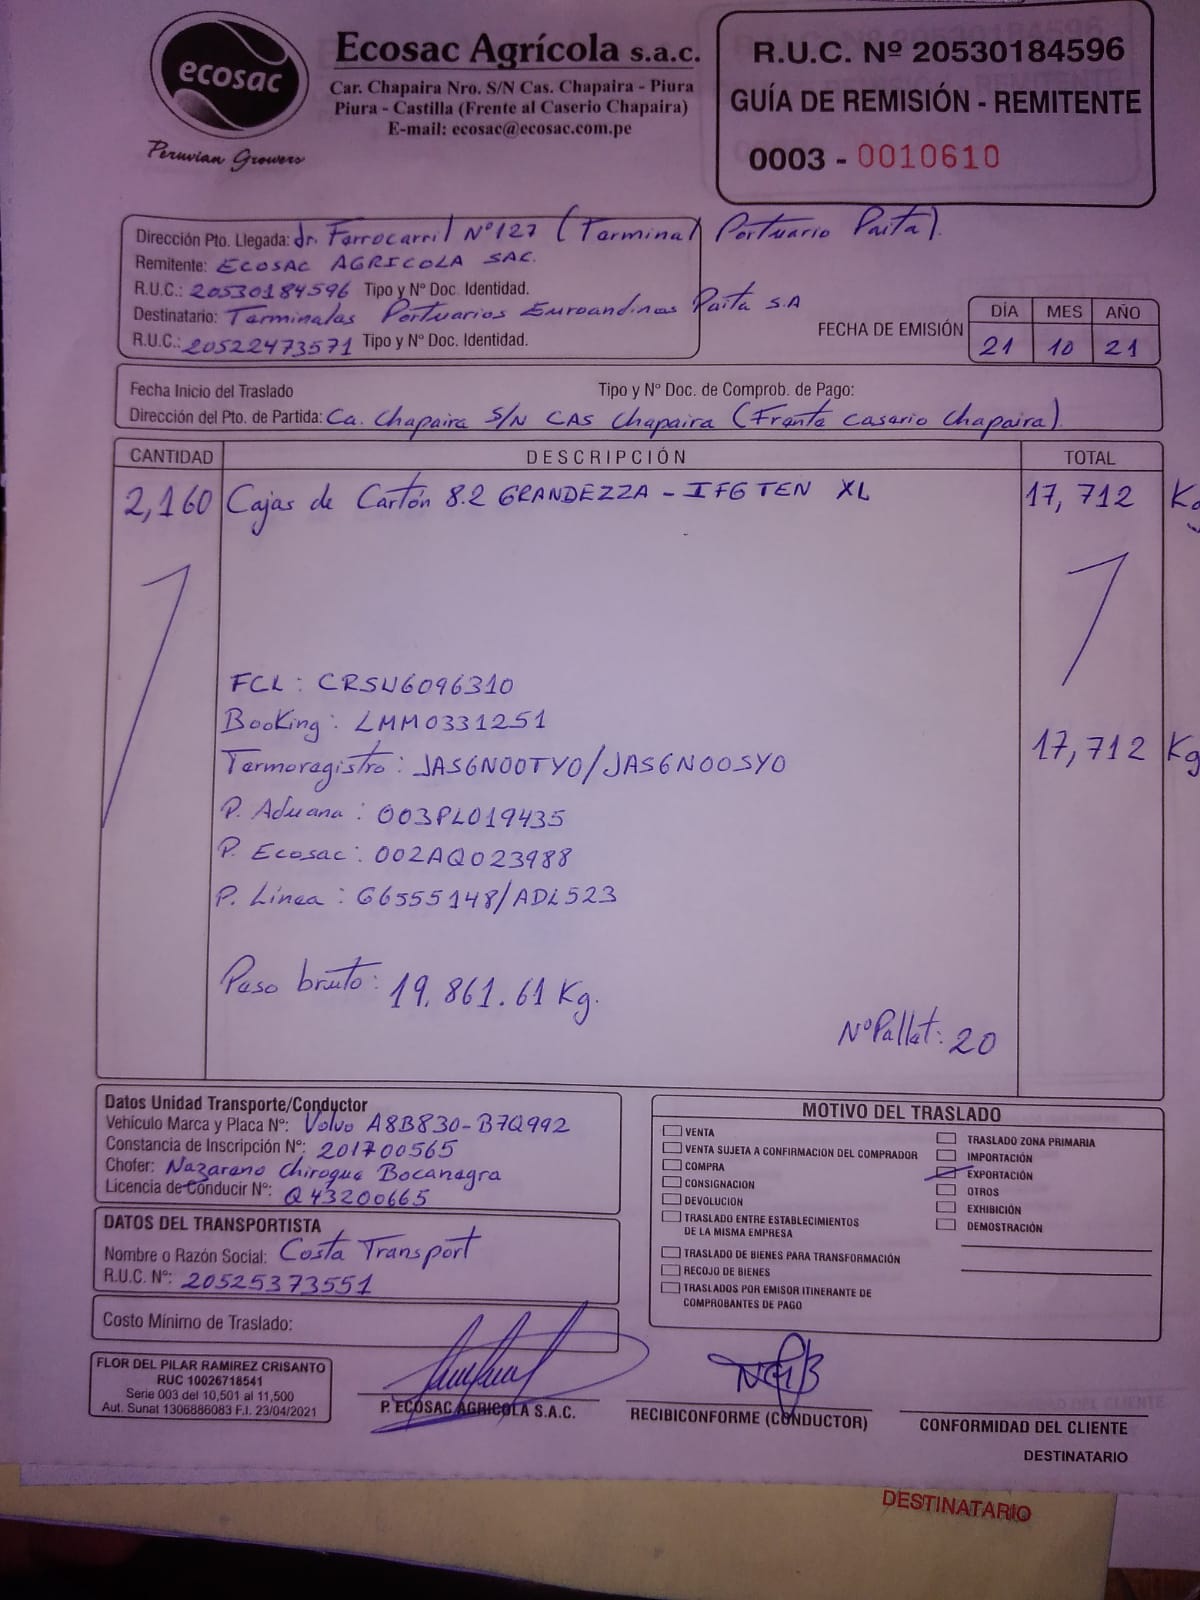 ecosac
Peruvian Growers
Ecosac Agrícola s.a.c.
Car. Chapaira Nro. S/N Cas. Chapaira - Piura
Piura - Castilla (Frente al Caserio Chapaira)
E-mail: ecosac@ecosac.com.pe
R.U.C. Nº 20530184596
GUÍA DE REMISIÓN - REMITENTE
0003 - 0010610
Dirección Pto. Llegada: Jr. Ferrocarril Nº127 (Terminal Portuario Paita).
Remitente: ECOSAC AGRICOLA SAC.
R.U.C.: 20530184596 Tipo y Nº Doc. Identidad.
Destinatario: Terminales Portuarios Euroandinos Paita S.A
R.U.C.: 20522473571 Tipo y Nº Doc. Identidad.
FECHA DE EMISIÓN
DÍA MES AÑO
21 10 21
Fecha Inicio del Traslado Tipo y Nº Doc. de Comprob. de Pago:
Dirección del Pto. de Partida: Ca. Chapaira S/N CAS Chapaira (Frente Caserio Chapaira).
CANTIDAD DESCRIPCIÓN TOTAL
2,160 Cajas de Cartón 8.2 GRANDEZZA - IFG TEN XL 17,712 Kg
FCL : CRSU6096310
Booking : LMM0331251
17,712 Kg
Termoregistro : JAS6N00TY0/JAS6N00SY0
P. Aduana : 003PL019435
P. Ecosac : 002AQ023988
P. Línea : G6555148/ADL523
Peso bruto : 19.861.61 Kg.
Nº Pallet: 20
Datos Unidad Transporte/Conductor
Vehículo Marca y Placa Nº: Volvo A8B830-B7Q992
Constancia de Inscripción Nº: 201700565
Chofer: Nazareno Chiroque Bocanegra
Licencia de Conducir Nº: Q43200665
DATOS DEL TRANSPORTISTA
Nombre o Razón Social: Costa Transport
R.U.C. Nº: 20525373551
Costo Mínimo de Traslado:
MOTIVO DEL TRASLADO
VENTA
VENTA SUJETA A CONFIRMACION DEL COMPRADOR
COMPRA
CONSIGNACION
DEVOLUCION
TRASLADO ENTRE ESTABLECIMIENTOS
DE LA MISMA EMPRESA
TRASLADO DE BIENES PARA TRANSFORMACIÓN
RECOJO DE BIENES
TRASLADOS POR EMISOR ITINERANTE DE
COMPROBANTES DE PAGO
TRASLADO ZONA PRIMARIA
IMPORTACIÓN
EXPORTACIÓN
OTROS
EXHIBICIÓN
DEMOSTRACIÓN
FLOR DEL PILAR RAMIREZ CRISANTO
RUC 10026718541
Serie 003 del 10,501 al 11,500
Aut. Sunat 1306886083 F.I. 23/04/2021
P. ECOSAC AGRICOLA S.A.C.
RECIBICONFORME (CONDUCTOR)
CONFORMIDAD DEL CLIENTE
DESTINATARIO
DESTINATARIO